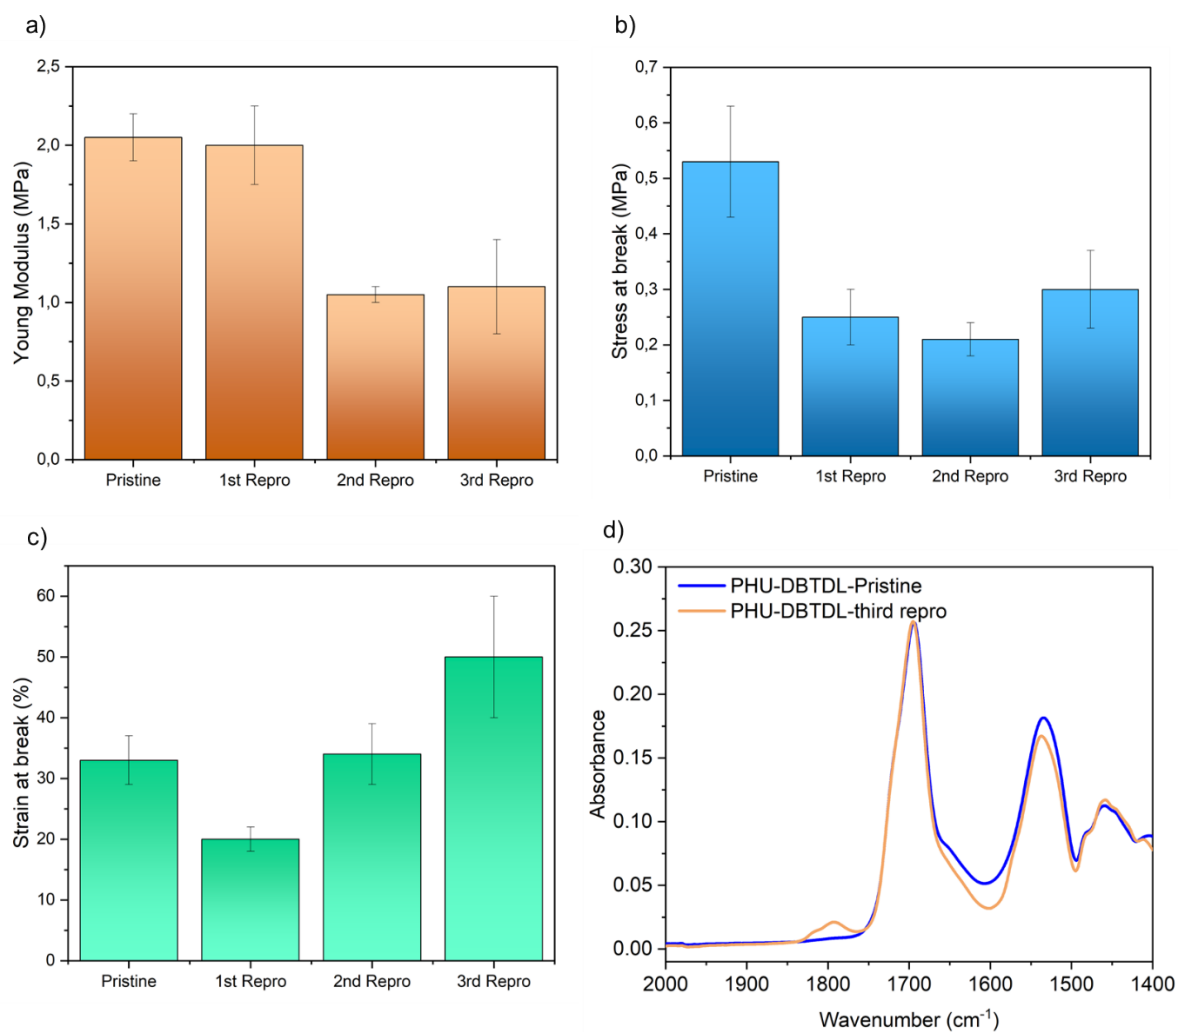 a)
2,5
2,0
1,5
1,0
0,5
0,0
Young Modulus (MPa)
Pristine
1st Repro
2nd Repro
3rd Repro
b)
0,7
0,6
0,5
0,4
0,3
0,2
0,1
0,0
Stress at break (MPa)
Pristine
1st Repro
2nd Repro
3rd Repro
c)
60
50
40
30
20
10
0
Strain at break (%)
Pristine
1st Repro
2nd Repro
3rd Repro
d)
0.30
0.25
0.20
0.15
0.10
0.05
0.00
Absorbance
PHU-DBTDL-Pristine
PHU-DBTDL-third repro
2000
1900
1800
1700
1600
1500
1400
Wavenumber (cm⁻¹)